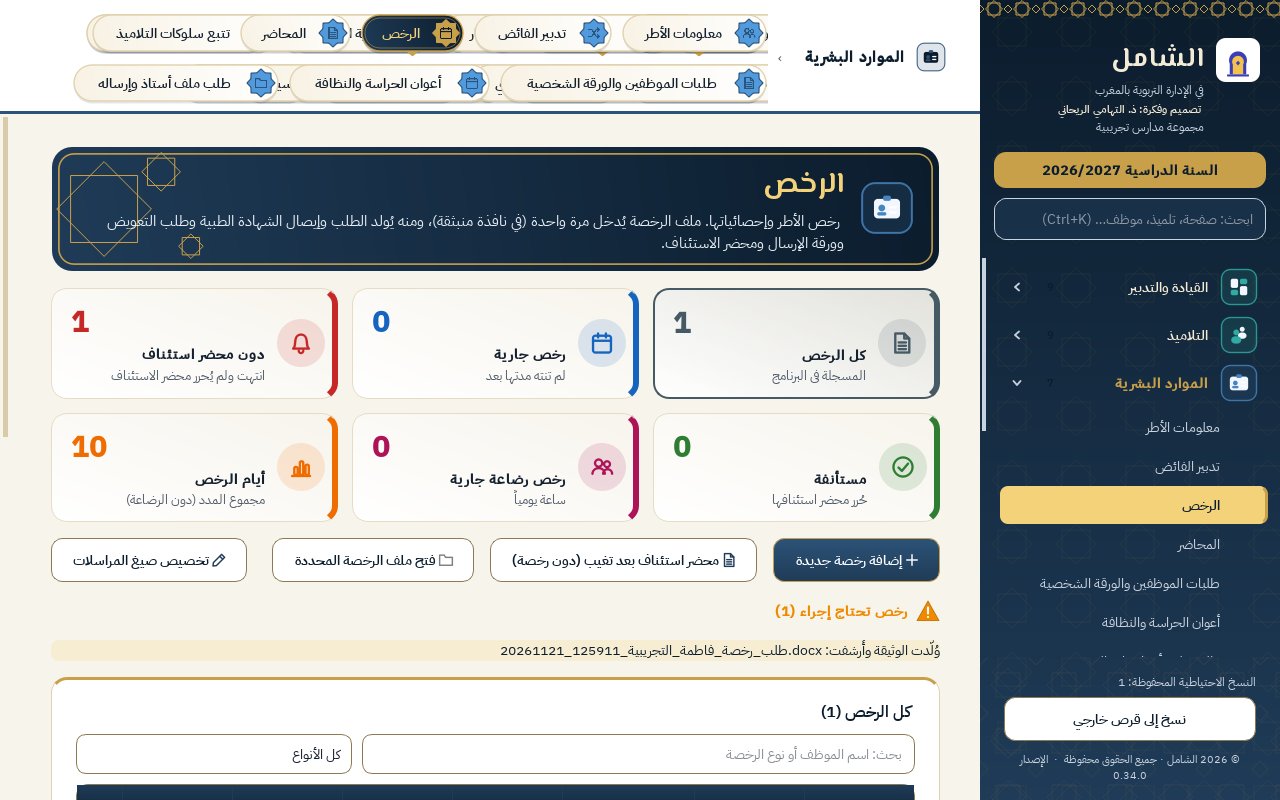 الشامل
في الإدارة التربوية بالمغرب
تصميم وفكرة: ذ. التهامي الريحاني
مجموعة مدارس تجريبية
السنة الدراسية 2026/2027
ابحث: صفحة، تلميذ، موظف... (Ctrl+K)
القيادة والتدبير
التلاميذ 9
الموارد البشرية 7
معلومات الأطر
تدبير الفائض
الرخص
المحاضر
طلبات الموظفين والورقة الشخصية
أعوان الحراسة والنظافة
النسخ الاحتياطية المحفوظة: 1
نسخ إلى قرص خارجي
© 2026 الشامل · جميع الحقوق محفوظة · الإصدار
0.34.0
الموارد البشرية
معلومات الأطر
تدبير الفائض
الرخص
المحاضر
تتبع سلوكات التلاميذ
طلبات الموظفين والورقة الشخصية
أعوان الحراسة والنظافة
طلب ملف أستاذ وإرساله
الرخص
رخص الأطر وإحصائياتها. ملف الرخصة يُدخل مرة واحدة (في نافذة منبثقة)، ومنه يُولد الطلب وإيصال الشهادة الطبية وطلب التعويض
وورقة الإرسال ومحضر الاستئناف.
1
كل الرخص
المسجلة في البرنامج
0
رخص جارية
لم تنته مدتها بعد
1
دون محضر استئناف
انتهت ولم يُحرر محضر الاستئناف
0
مستأنفة
حُرر محضر استئنافها
0
رخص رضاعة جارية
ساعة يومياً
10
أيام الرخص
مجموع المدد (دون الرضاعة)
إضافة رخصة جديدة
محضر استئناف بعد تغيب (دون رخصة)
فتح ملف الرخصة المحددة
تخصيص صيغ المراسلات
رخص تحتاج إجراء (1)
وُلّدت الوثيقة وأُرشفت: طلب_رخصة_فاطمة_التجريبية_20261121_125911.docx
كل الرخص (1)
بحث: اسم الموظف أو نوع الرخصة
كل الأنواع